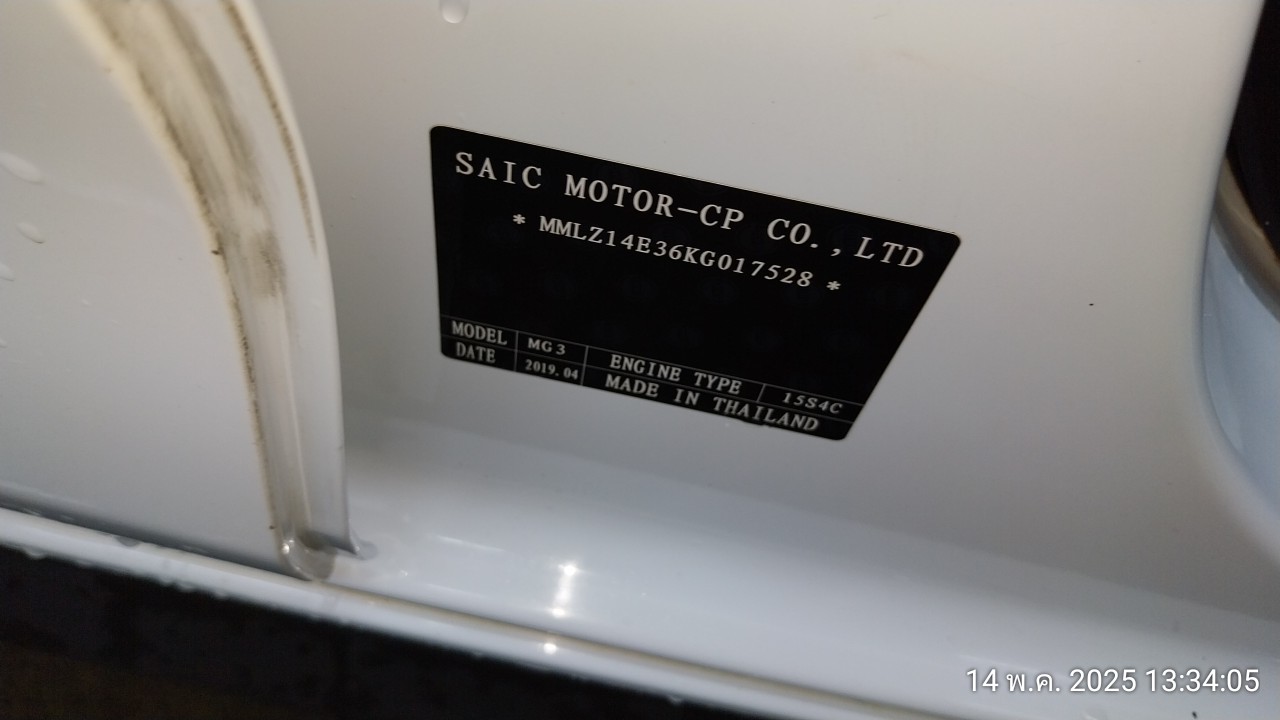 SAIC MOTOR-CP CO.,LTD
* MMLZ14E36KG017528 *
MODEL MG3 ENGINE TYPE 15S4C
DATE 2019.04 MADE IN THAILAND
14 พ.ค. 2025 13:34:05